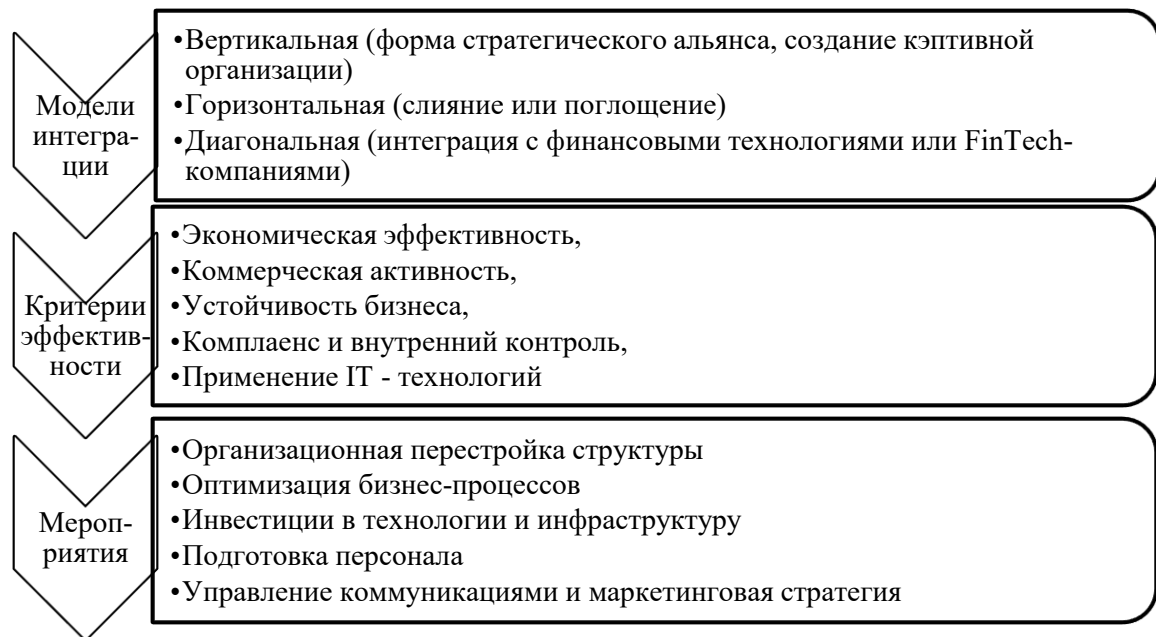 Модели
интегра-
ции
•Вертикальная (форма стратегического альянса, создание кэптивной
организации)
•Горизонтальная (слияние или поглощение)
•Диагональная (интеграция с финансовыми технологиями или FinTech-
компаниями)
Критерии
эффектив-
ности
•Экономическая эффективность,
•Коммерческая активность,
•Устойчивость бизнеса,
•Комплаенс и внутренний контроль,
•Применение IT - технологий
Мероп-
риятия
•Организационная перестройка структуры
•Оптимизация бизнес-процессов
•Инвестиции в технологии и инфраструктуру
•Подготовка персонала
•Управление коммуникациями и маркетинговая стратегия